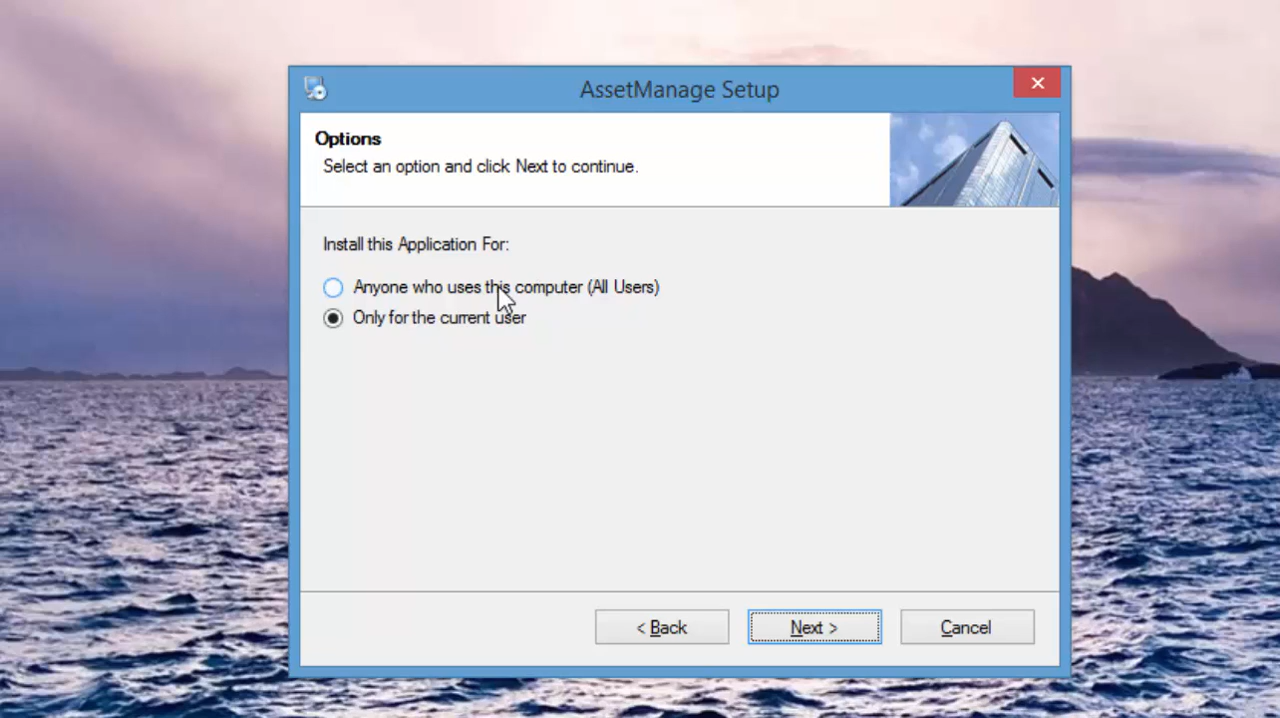 AssetManage Setup
Options
Select an option and click Next to continue.
Install this Application For:
Anyone who uses this computer (All Users)
Only for the current user
< Back
Next >
Cancel